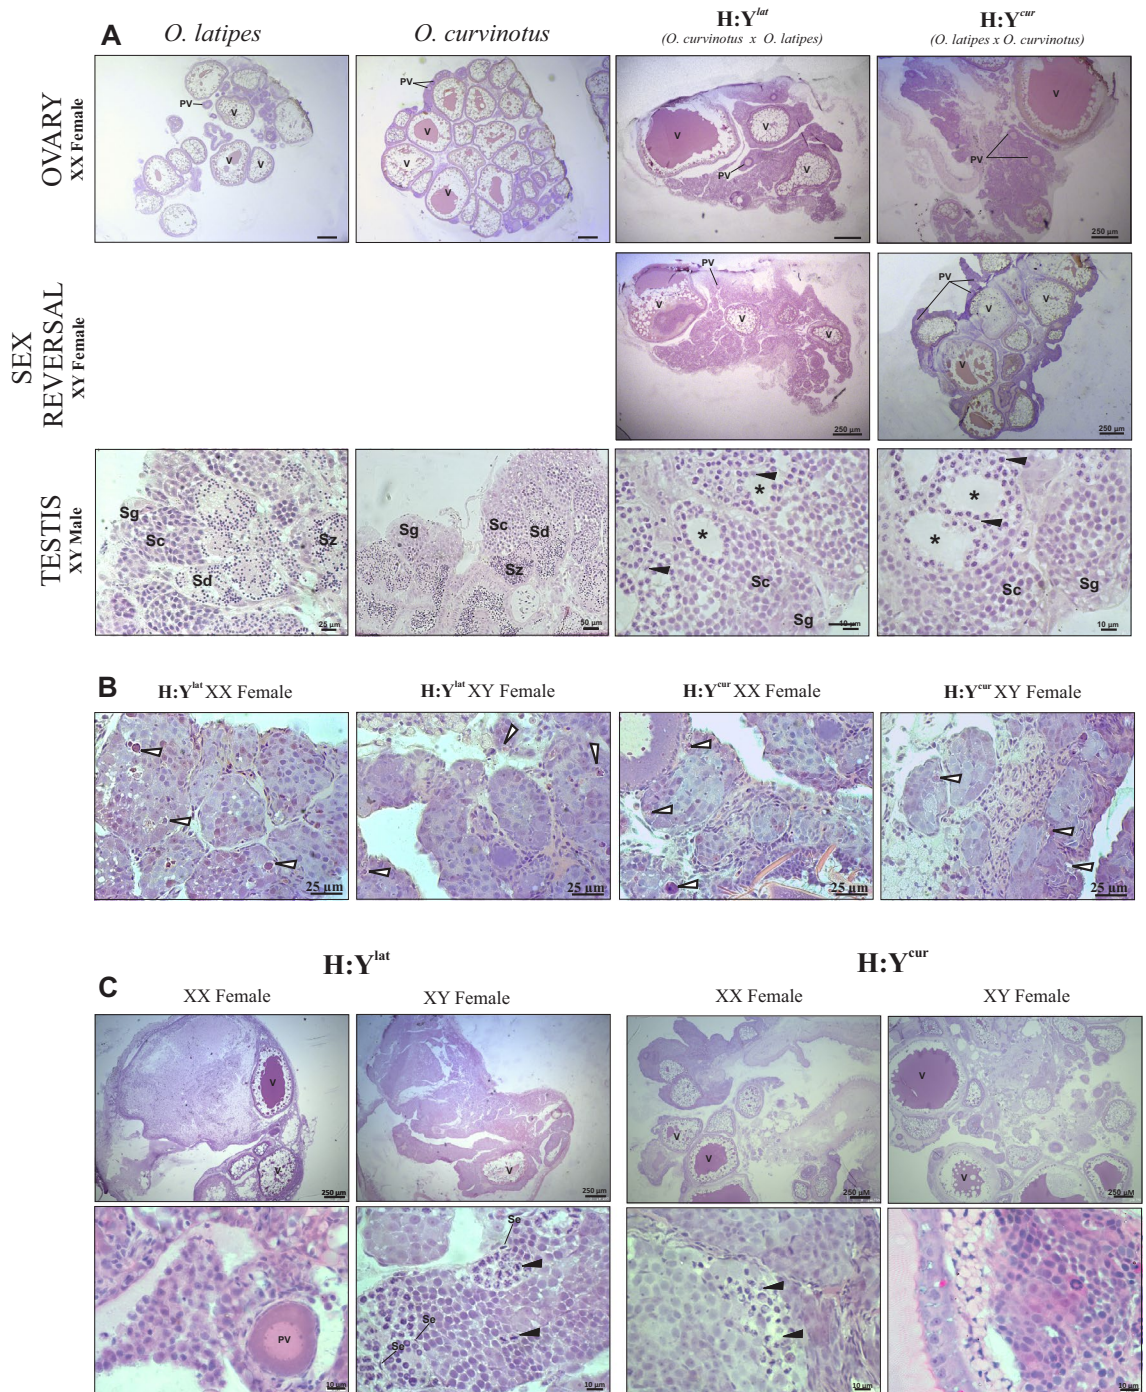 A
O. latipes
O. curvinotus
H:Y^lat
(O. curvinotus x O. latipes)
H:Y^cur
(O. latipes x O. curvinotus)
OVARY
XX Female
PV
V
V
V
PV
V
V
V
V
V
V
PV
PV
250 µm
SEX
REVERSAL
XY Female
PV
V
V
V
250 µm
PV
V
V
V
250 µm
TESTIS
XY Male
Sg
Sc
Sd
Sz
25 µm
Sg
Sc
Sd
Sz
50 µm
*
*
Sc
Sg
10 µm
*
*
Sc
Sg
10 µm
B
H:Y^lat XX Female
H:Y^lat XY Female
H:Y^cur XX Female
H:Y^cur XY Female
25 µm
25 µm
25 µm
25 µm
H:Y^lat
H:Y^cur
C
XX Female
XY Female
XX Female
XY Female
V
V
250 µm
V
250 µm
V
V
250 µM
V
V
250 µM
PV
10 µm
Se
Se
Se
10 µm
10 µm
10 µm